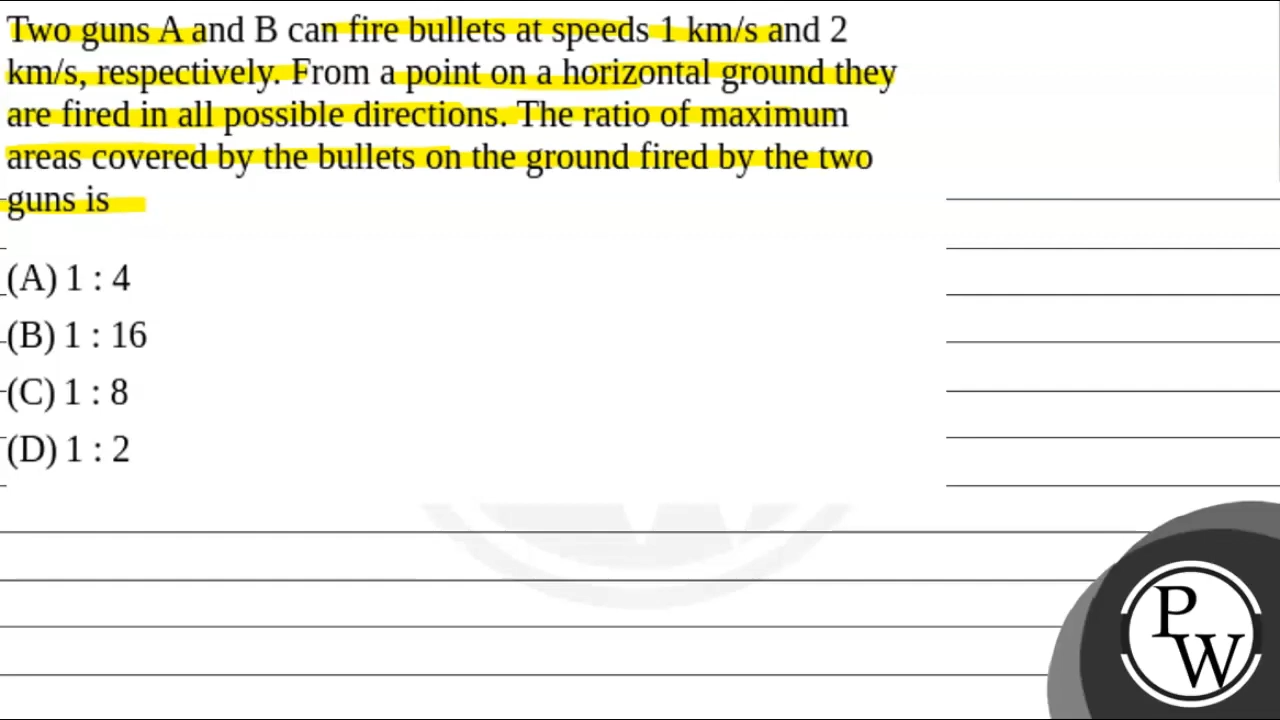 Two guns A and B can fire bullets at speeds 1 km/s and 2
km/s, respectively. From a point on a horizontal ground they
are fired in all possible directions. The ratio of maximum
areas covered by the bullets on the ground fired by the two
guns is
(A) 1 : 4
(B) 1 : 16
(C) 1 : 8
(D) 1 : 2
P
W